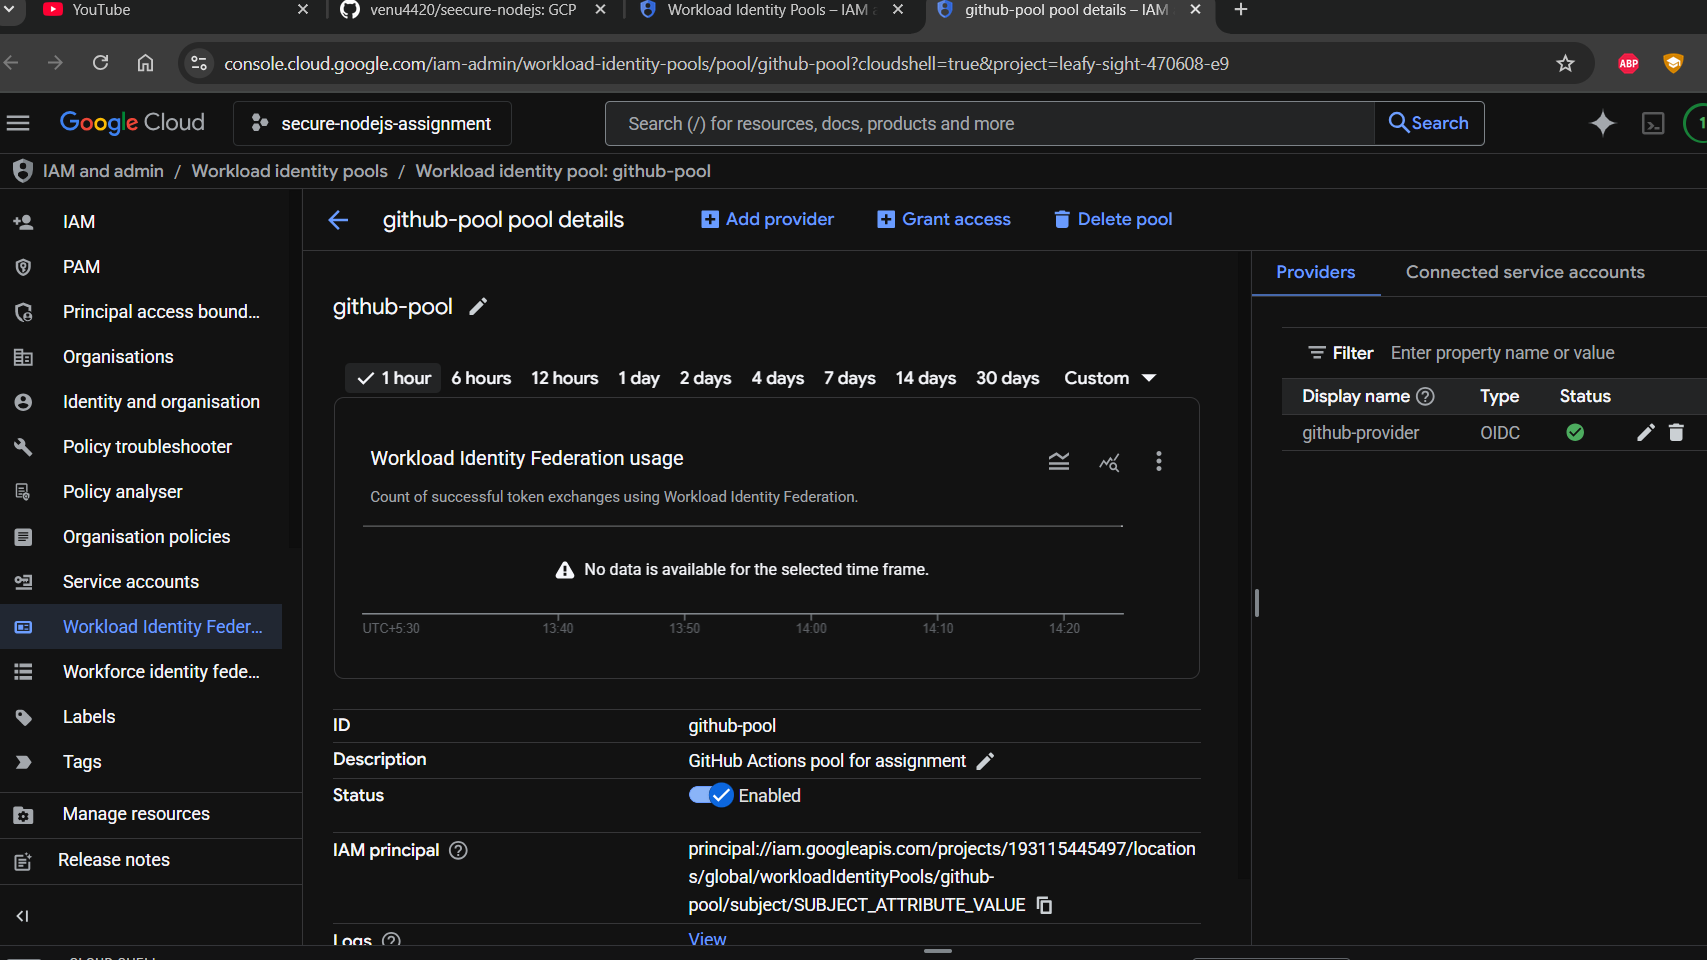 YouTube
venu4420/seecure-nodejs: GCP
Workload Identity Pools – IAM a
github-pool pool details – IAM
console.cloud.google.com/iam-admin/workload-identity-pools/pool/github-pool?cloudshell=true&project=leafy-sight-470608-e9
ABP
Google Cloud
secure-nodejs-assignment
Search (/) for resources, docs, products and more
Search
1
IAM and admin / Workload identity pools / Workload identity pool: github-pool
IAM
PAM
Principal access bound...
Organisations
Identity and organisation
Policy troubleshooter
Policy analyser
Organisation policies
Service accounts
Workload Identity Feder...
Workforce identity fede...
Labels
Tags
Manage resources
Release notes
github-pool pool details
Add provider
Grant access
Delete pool
github-pool
1 hour 6 hours 12 hours 1 day 2 days 4 days 7 days 14 days 30 days Custom
Workload Identity Federation usage
Count of successful token exchanges using Workload Identity Federation.
No data is available for the selected time frame.
UTC+5:30 13:40 13:50 14:00 14:10 14:20
ID github-pool
Description GitHub Actions pool for assignment
Status Enabled
IAM principal principal://iam.googleapis.com/projects/193115445497/location
s/global/workloadIdentityPools/github-
pool/subject/SUBJECT_ATTRIBUTE_VALUE
Logs View
Providers Connected service accounts
Filter Enter property name or value
Display name Type Status
github-provider OIDC
CLOUD SHELL